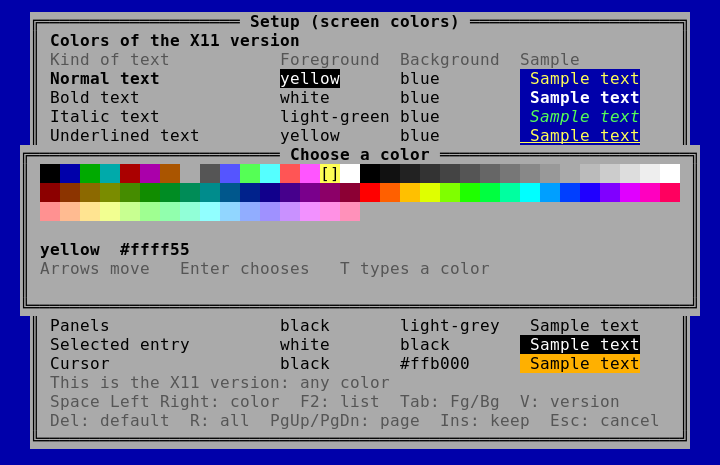 Setup (screen colors)
Colors of the X11 version
Kind of text Foreground Background Sample
Normal text yellow blue Sample text
Bold text white blue Sample text
Italic text light-green blue Sample text
Underlined text yellow blue Sample text
Choose a color
[]
yellow #ffff55
Arrows move Enter chooses T types a color
Panels black light-grey Sample text
Selected entry white black Sample text
Cursor black #ffb000 Sample text
This is the X11 version: any color
Space Left Right: color F2: list Tab: Fg/Bg V: version
Del: default R: all PgUp/PgDn: page Ins: keep Esc: cancel